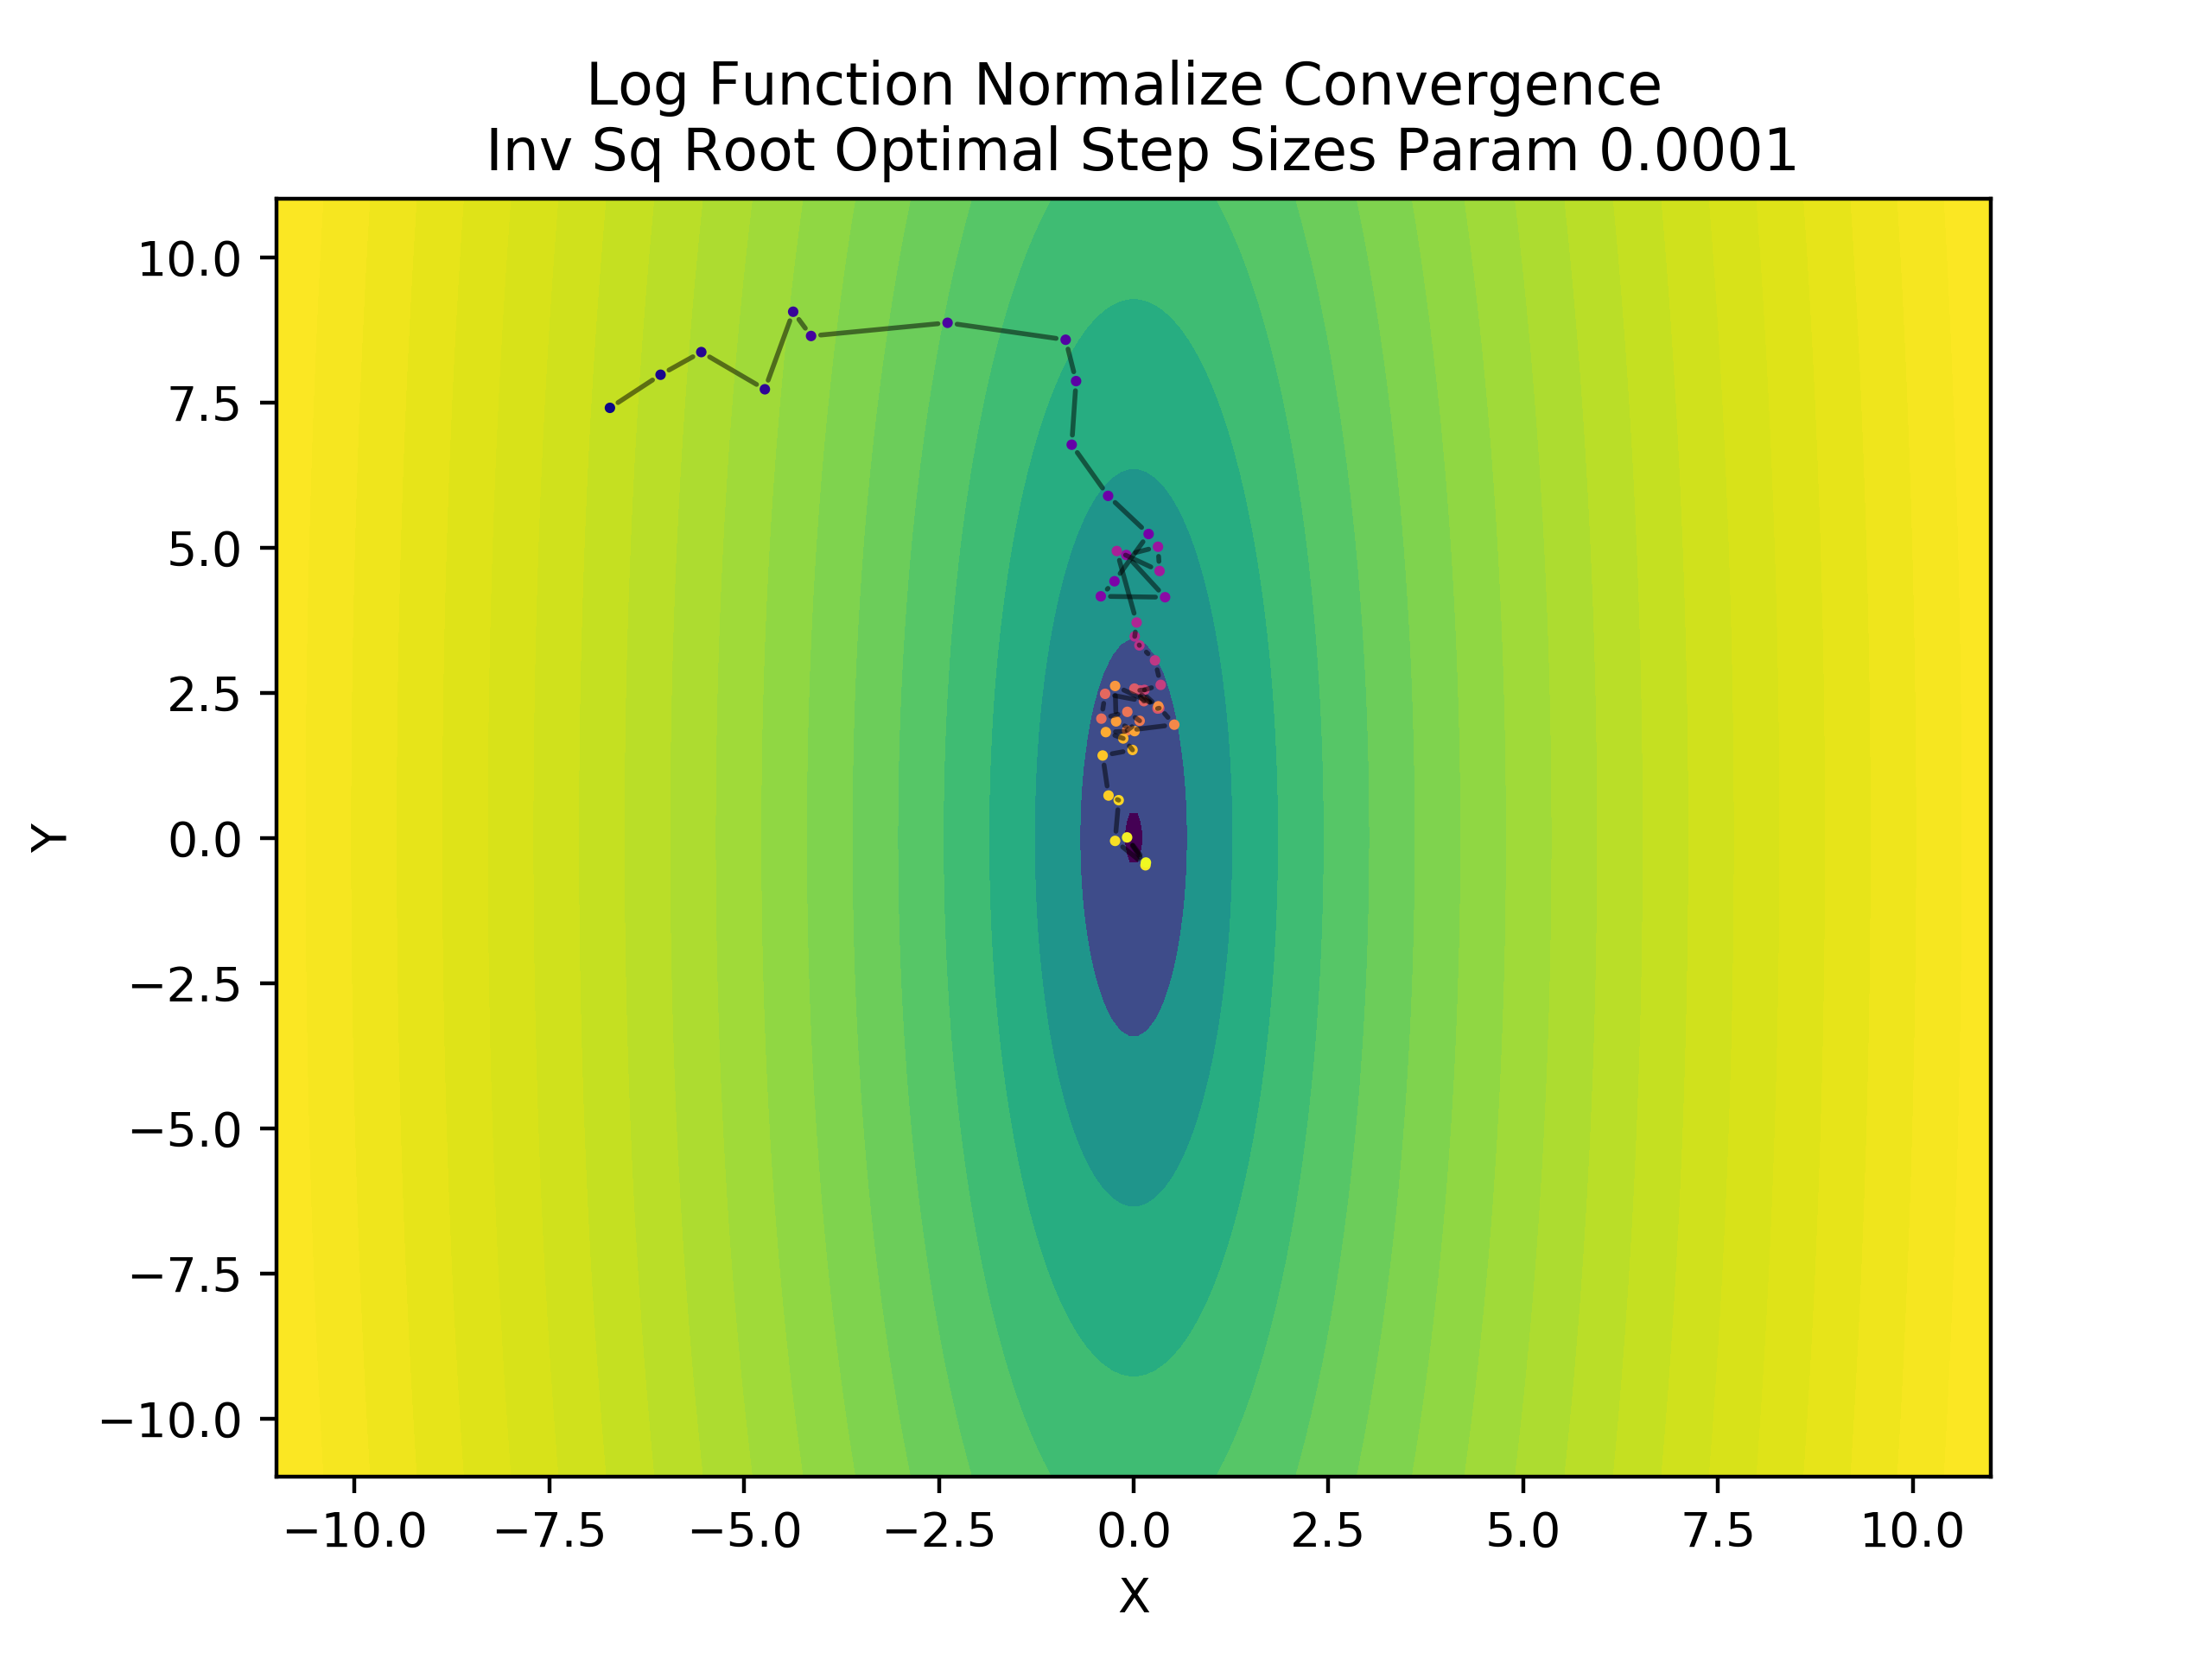 Log Function Normalize Convergence
Inv Sq Root Optimal Step Sizes Param 0.0001
10.0
7.5
5.0
2.5
0.0
−2.5
−5.0
−7.5
−10.0
Y
−10.0 −7.5 −5.0 −2.5 0.0 2.5 5.0 7.5 10.0
X